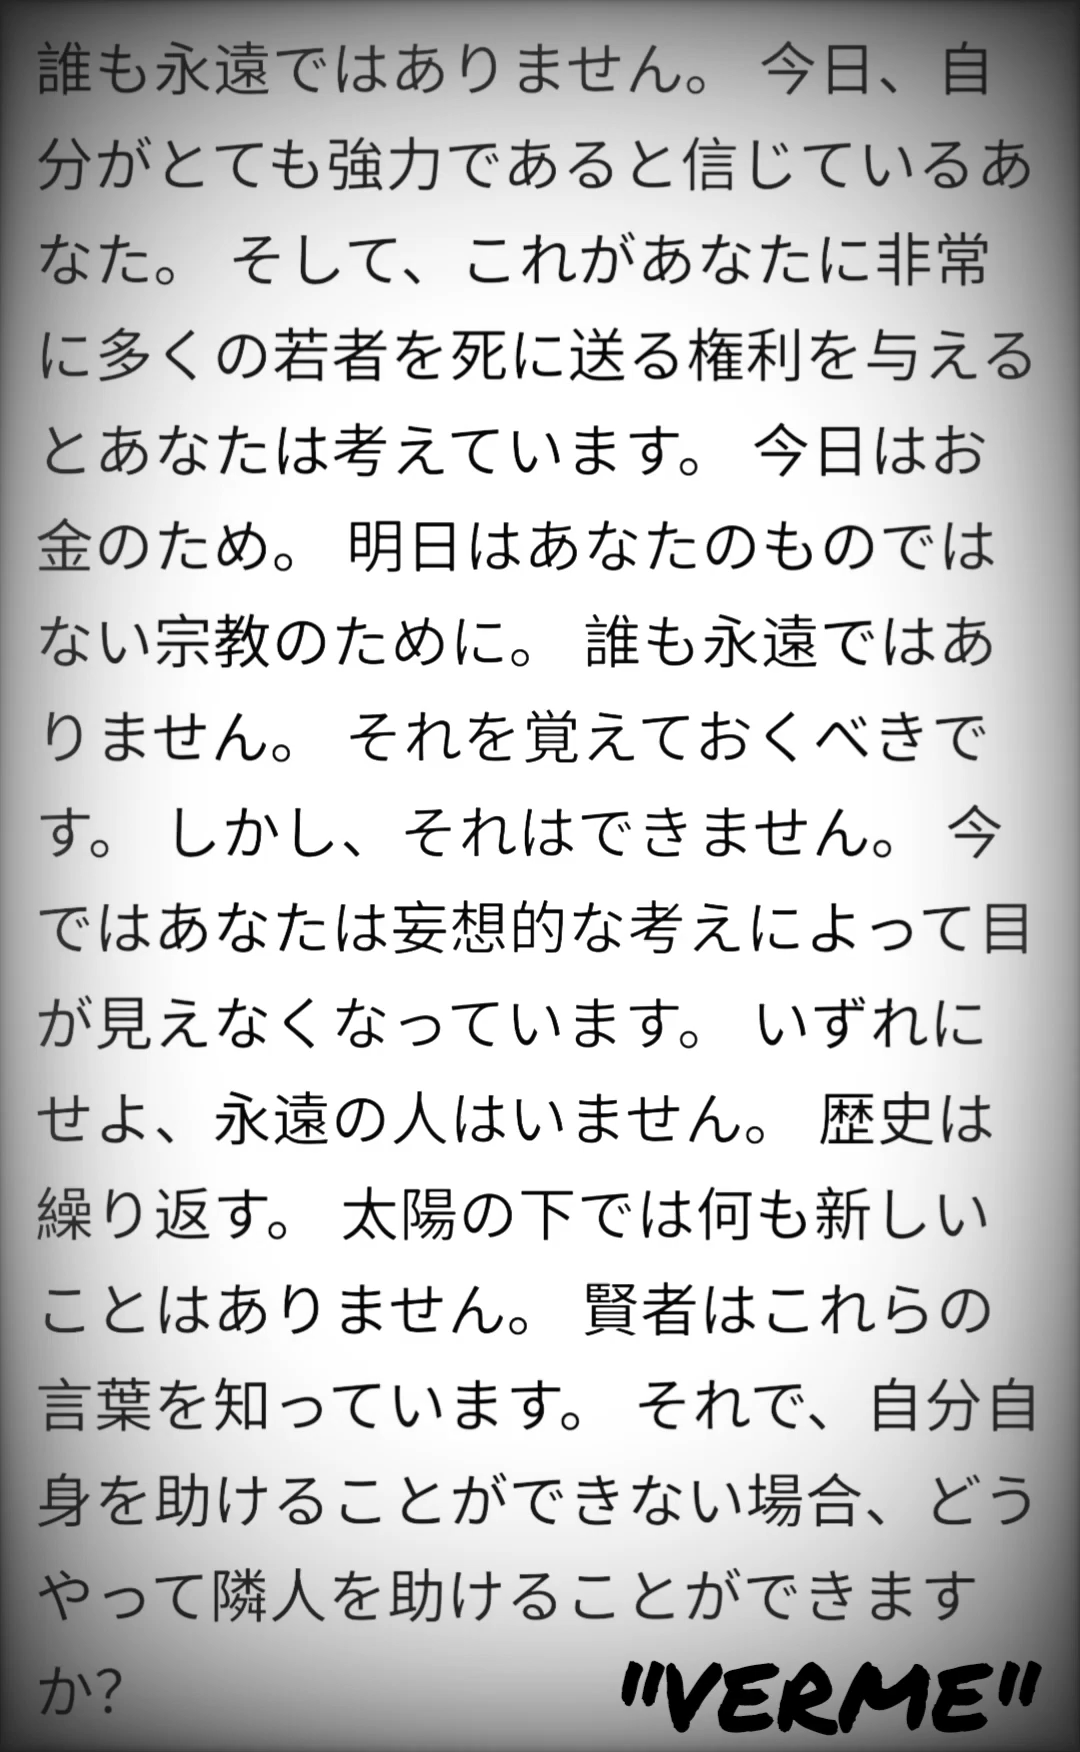 誰も永遠ではありません。 今日、自
分がとても強力であると信じているあ
なた。 そして、これがあなたに非常
に多くの若者を死に送る権利を与える
とあなたは考えています。 今日はお
金のため。 明日はあなたのものでは
ない宗教のために。 誰も永遠ではあ
りません。 それを覚えておくべきで
す。 しかし、それはできません。 今
ではあなたは妄想的な考えによって目
が見えなくなっています。 いずれに
せよ、永遠の人はいません。 歴史は
繰り返す。 太陽の下では何も新しい
ことはありません。 賢者はこれらの
言葉を知っています。 それで、自分自
身を助けることができない場合、どう
やって隣人を助けることができます
か?
"VERME"